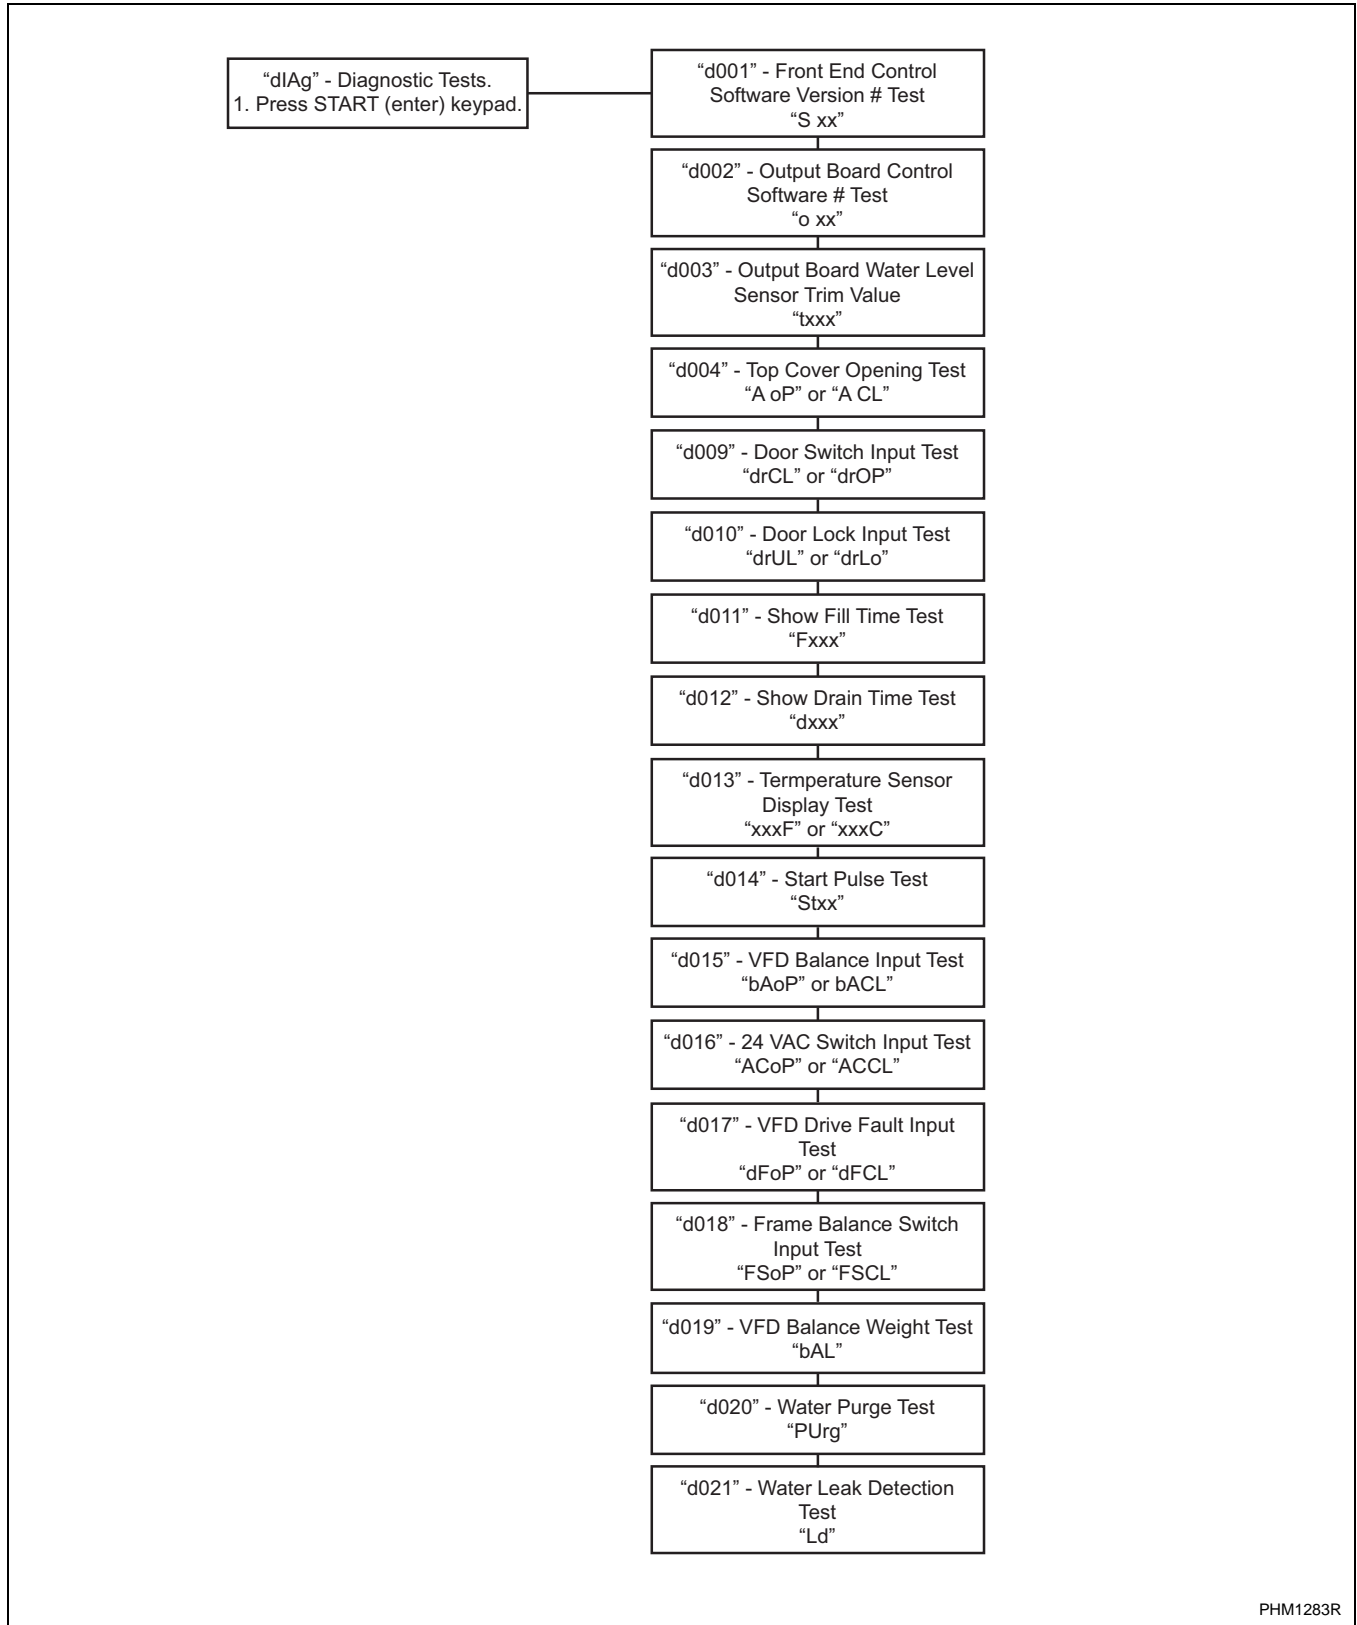 “dIAg” - Diagnostic Tests.
1. Press START (enter) keypad.
“d001” - Front End Control
Software Version # Test
“S xx”
“d002” - Output Board Control
Software # Test
“o xx”
“d003” - Output Board Water Level
Sensor Trim Value
“txxx”
“d004” - Top Cover Opening Test
“A oP” or “A CL”
“d009” - Door Switch Input Test
“drCL” or “drOP”
“d010” - Door Lock Input Test
“drUL” or “drLo”
“d011” - Show Fill Time Test
“Fxxx”
“d012” - Show Drain Time Test
“dxxx”
“d013” - Termperature Sensor
Display Test
“xxxF” or “xxxC”
“d014” - Start Pulse Test
“Stxx”
“d015” - VFD Balance Input Test
“bAoP” or bACL”
“d016” - 24 VAC Switch Input Test
“ACoP” or “ACCL”
“d017” - VFD Drive Fault Input
Test
“dFoP” or “dFCL”
“d018” - Frame Balance Switch
Input Test
“FSoP” or “FSCL”
“d019” - VFD Balance Weight Test
“bAL”
“d020” - Water Purge Test
“PUrg”
“d021” - Water Leak Detection
Test
“Ld”
PHM1283R